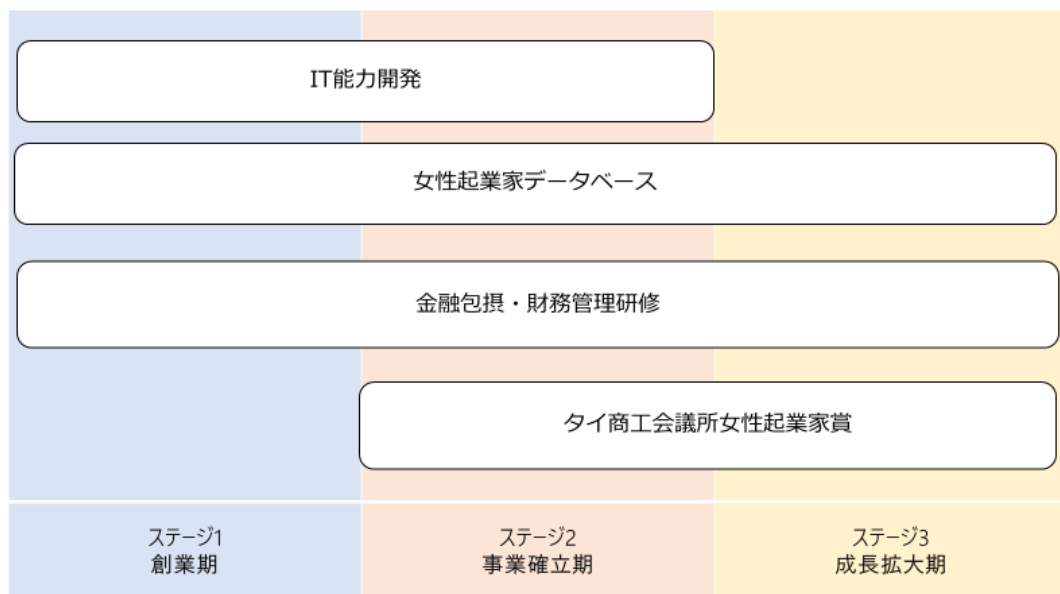 IT能力開発
女性起業家データベース
金融包摂・財務管理研修
タイ商工会議所女性起業家賞
ステージ1
創業期
ステージ2
事業確立期
ステージ3
成長拡大期